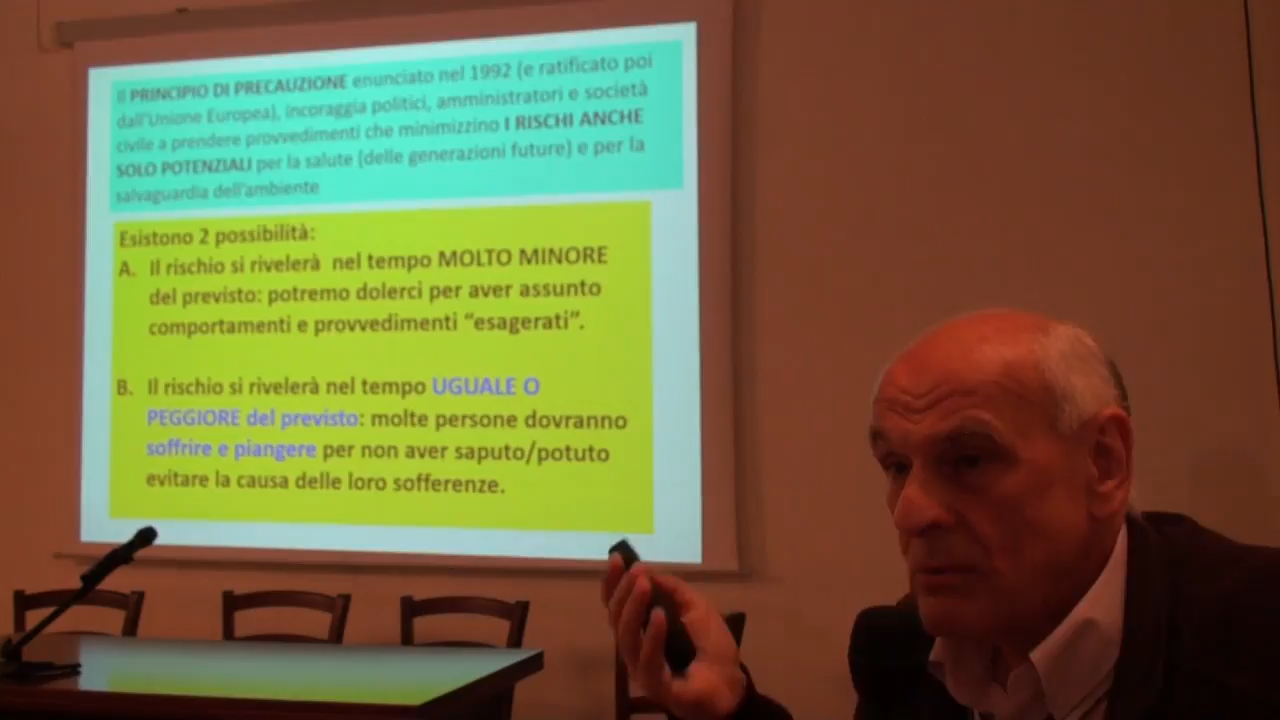 Il PRINCIPIO DI PRECAUZIONE enunciato nel 1992 (e ratificato poi
dall'Unione Europea), incoraggia politici, amministratori e società
civile a prendere provvedimenti che minimizzino I RISCHI ANCHE
SOLO POTENZIALI per la salute (delle generazioni future) e per la
salvaguardia dell'ambiente
Esistono 2 possibilità:
A. Il rischio si rivelerà nel tempo MOLTO MINORE
del previsto: potremo dolerci per aver assunto
comportamenti e provvedimenti “esagerati”.
B. Il rischio si rivelerà nel tempo UGUALE O
PEGGIORE del previsto: molte persone dovranno
soffrire e piangere per non aver saputo/potuto
evitare la causa delle loro sofferenze.